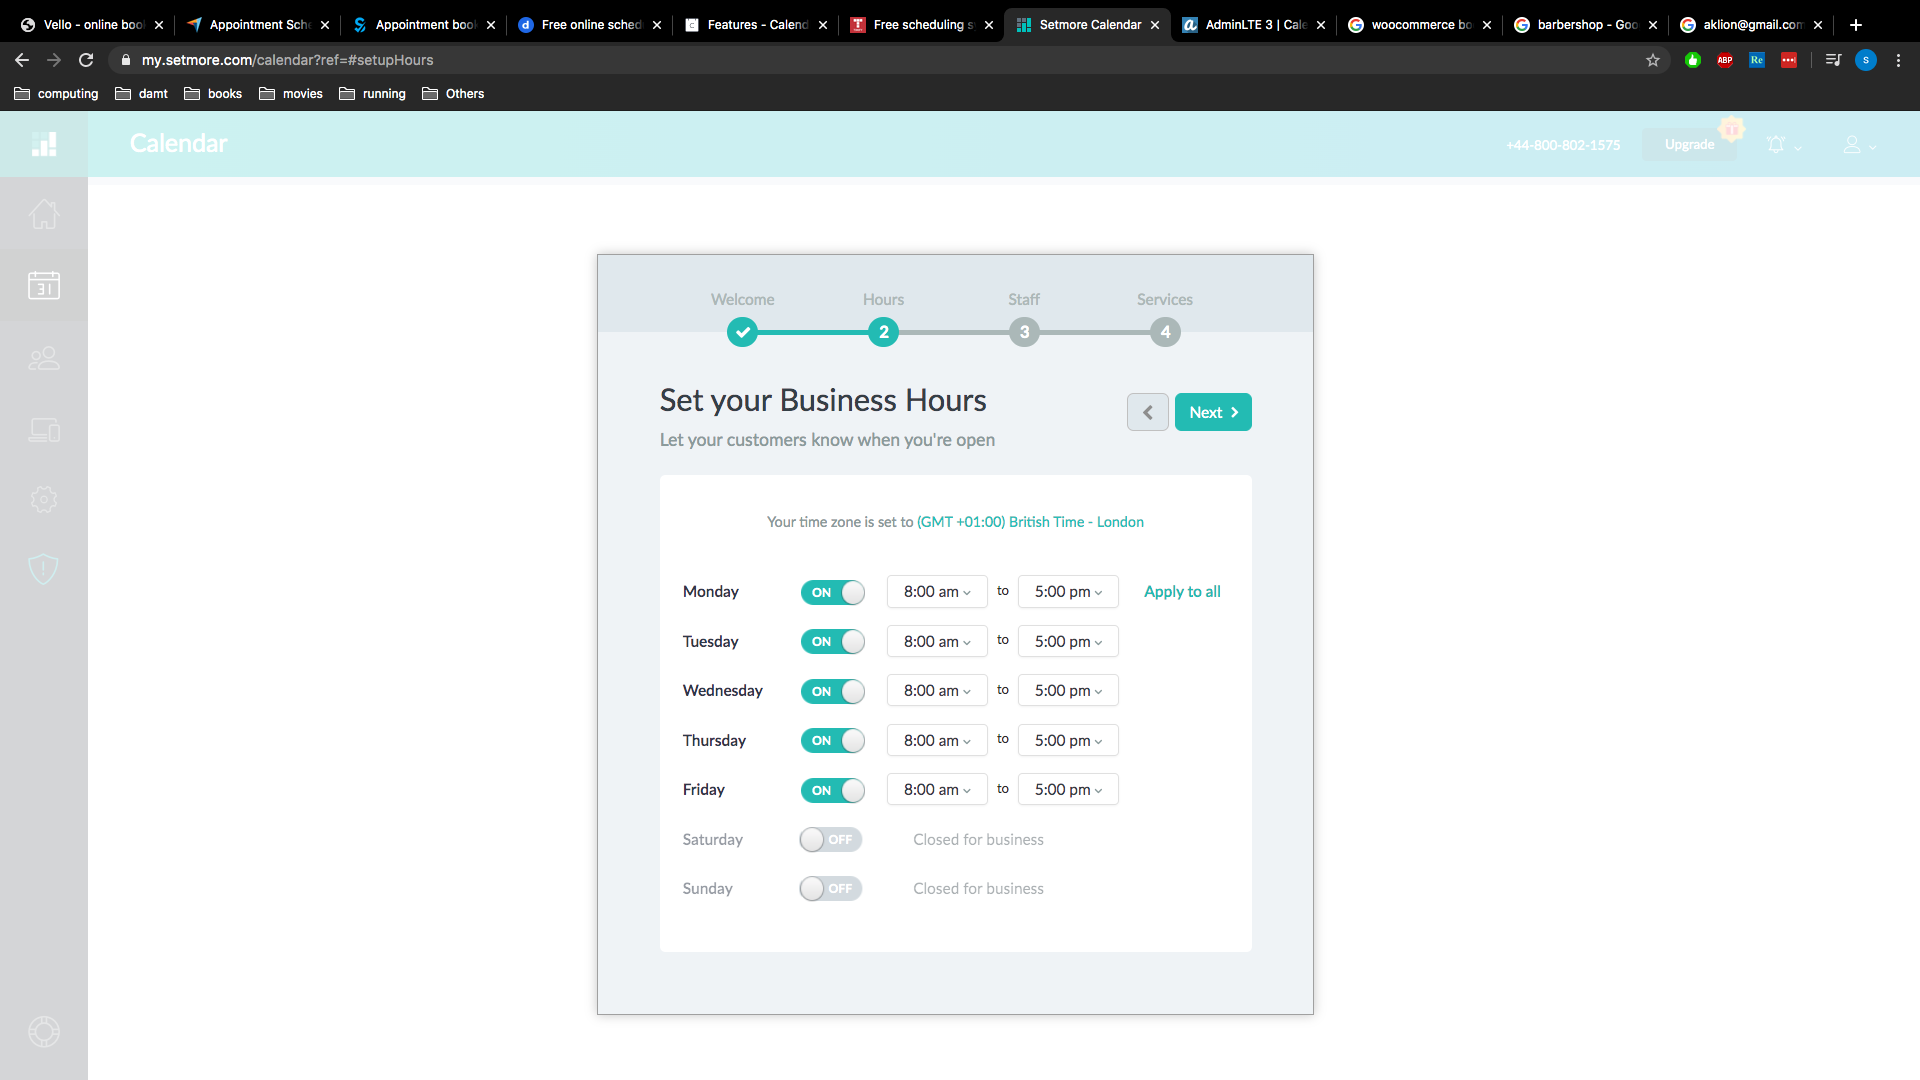 Vello - online boo
Appointment Sche
Appointment book
Free online sched
Features - Calend
Free scheduling s
Setmore Calendar
AdminLTE 3 | Cale
woocommerce bo
barbershop - Goo
aklion@gmail.com
my.setmore.com/calendar?ref=#setupHours
ABP
Re
S
computing
damt
books
movies
running
Others
Calendar
+44-800-802-1575
Upgrade
31
Welcome
Hours
Staff
Services
2
3
4
Set your Business Hours
Next
Let your customers know when you're open
Your time zone is set to (GMT +01:00) British Time - London
Monday ON 8:00 am to 5:00 pm Apply to all
Tuesday ON 8:00 am to 5:00 pm
Wednesday ON 8:00 am to 5:00 pm
Thursday ON 8:00 am to 5:00 pm
Friday ON 8:00 am to 5:00 pm
Saturday OFF Closed for business
Sunday OFF Closed for business